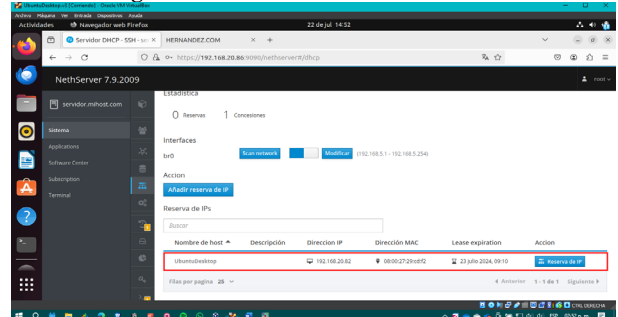 UbuntuDesktop-v3 [Corriendo] - Oracle VM VirtualBox
Archivo Máquina Ver Entrada Dispositivos Ayuda
Actividades Navegador web Firefox 22 de jul 14:52
Servidor DHCP - SSH - ser
HERNANDEZ.COM
https://192.168.20.86:9090/nethserver#/dhcp
NethServer 7.9.2009 root
servidor.mihost.com
Sistema
Applications
Software Center
Subscription
Terminal
Estadistica
0 Reservas 1 Concesiones
Interfaces
br0 Scan network Modificar (192.168.5.1 - 192.168.5.254)
Accion
Añadir reserva de IP
Reserva de IPs
Buscar
Nombre de host Descripción Direccion IP Dirección MAC Lease expiration Accion
UbuntuDesktop 192.168.20.82 08:00:27:29:cd:f2 23 julio 2024, 09:10 Reserva de IP
Filas por pagina 25 Anterior 1 - 1 de 1 Siguiente
CTRL DERECHA